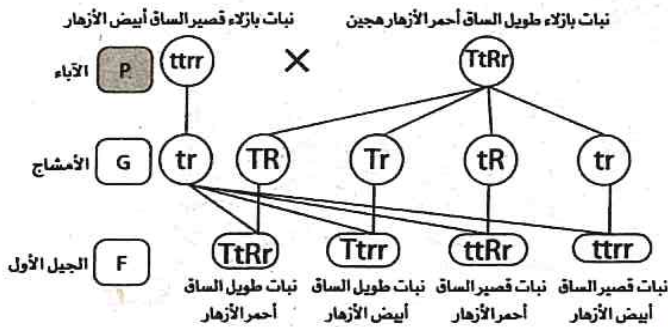 نبات بازلاء طويل الساق أحمر الأزهار هجين
نبات بازلاء قصير الساق أبيض الأزهار
TtRr
×
ttrr
P
الآباء
tr
tR
Tr
TR
tr
G
الأمشاج
ttrr
ttRr
Ttrr
TtRr
F
الجيل الأول
نبات قصير الساق
أبيض الأزهار
نبات قصير الساق
أحمر الأزهار
نبات طويل الساق
أبيض الأزهار
نبات طويل الساق
أحمر الأزهار